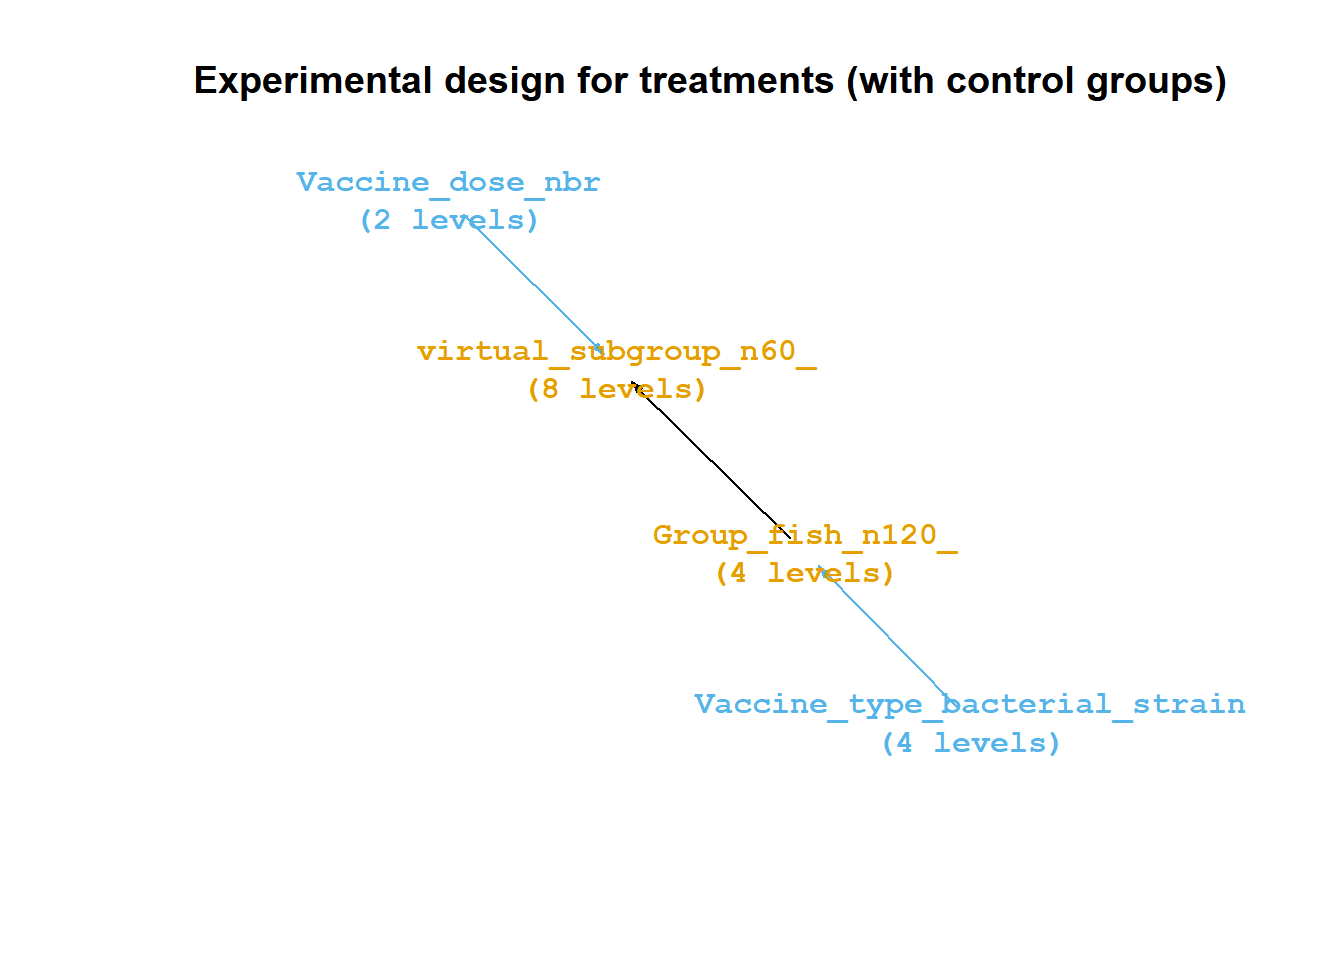 Experimental design for treatments (with control groups)
Vaccine_dose_nbr
(2 levels)
virtual_subgroup_n60_
(8 levels)
Group_fish_n120_
(4 levels)
Vaccine_type_bacterial_strain
(4 levels)